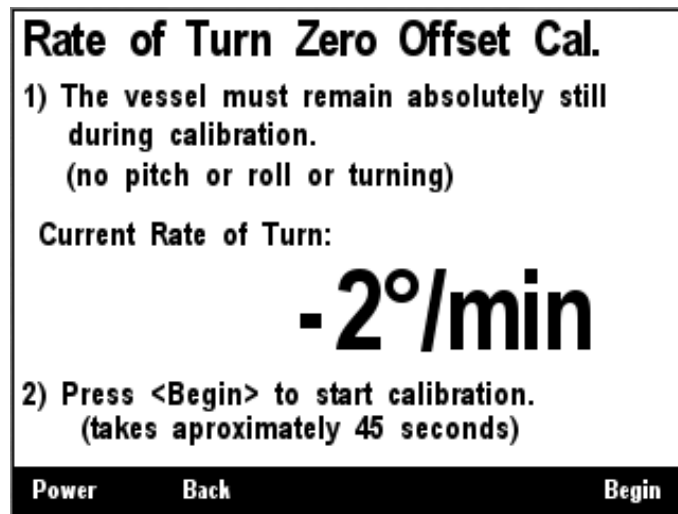 Rate of Turn Zero Offset Cal.
1) The vessel must remain absolutely still
during calibration.
(no pitch or roll or turning)
Current Rate of Turn:
-2°/min
2) Press <Begin> to start calibration.
(takes aproximately 45 seconds)
Power Back Begin